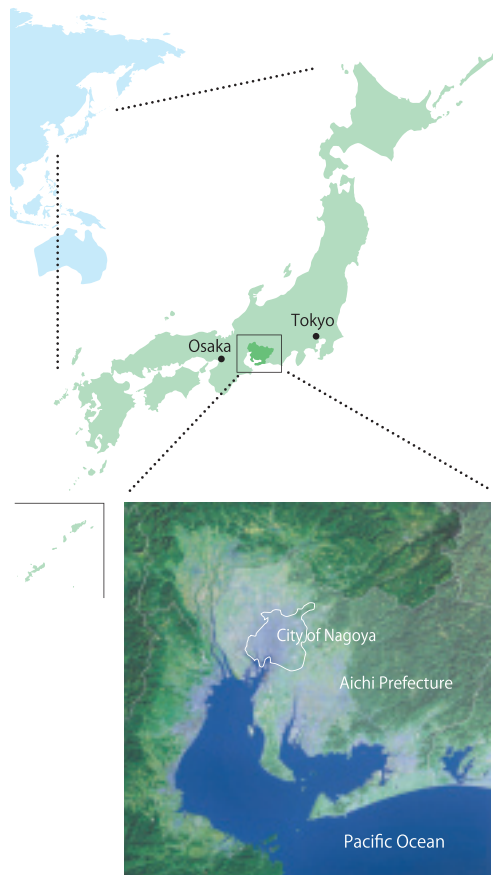 Tokyo
Osaka
City of Nagoya
Aichi Prefecture
Pacific Ocean